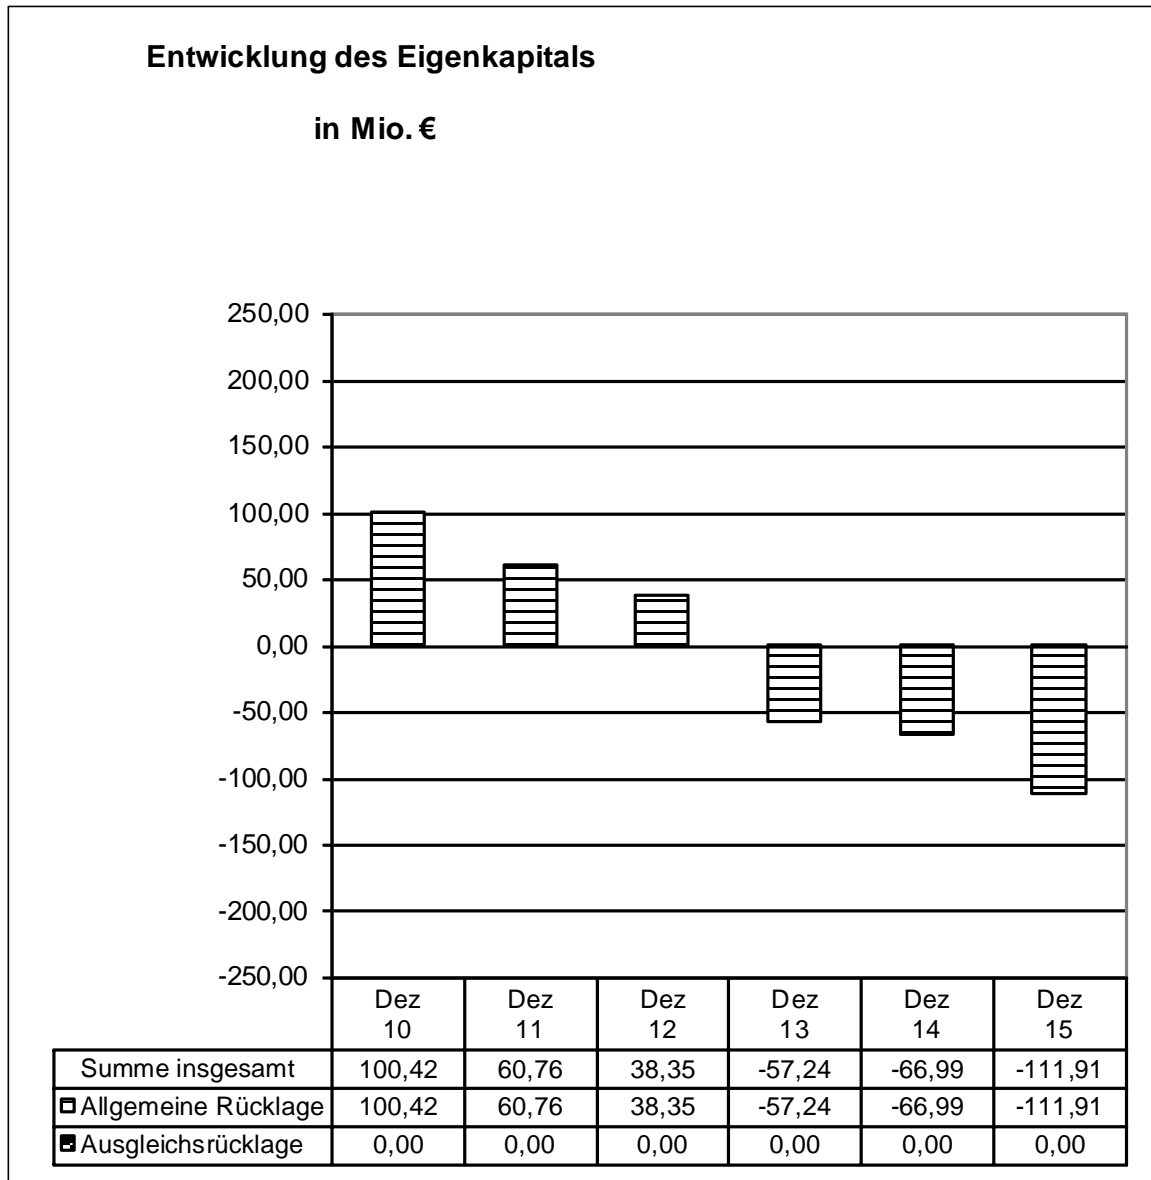 Entwicklung des Eigenkapitals
in Mio. €
250,00
200,00
150,00
100,00
50,00
0,00
-50,00
-100,00
-150,00
-200,00
-250,00
Dez Dez Dez Dez Dez Dez
10 11 12 13 14 15
Summe insgesamt 100,42 60,76 38,35 -57,24 -66,99 -111,91
Allgemeine Rücklage 100,42 60,76 38,35 -57,24 -66,99 -111,91
Ausgleichsrücklage 0,00 0,00 0,00 0,00 0,00 0,00